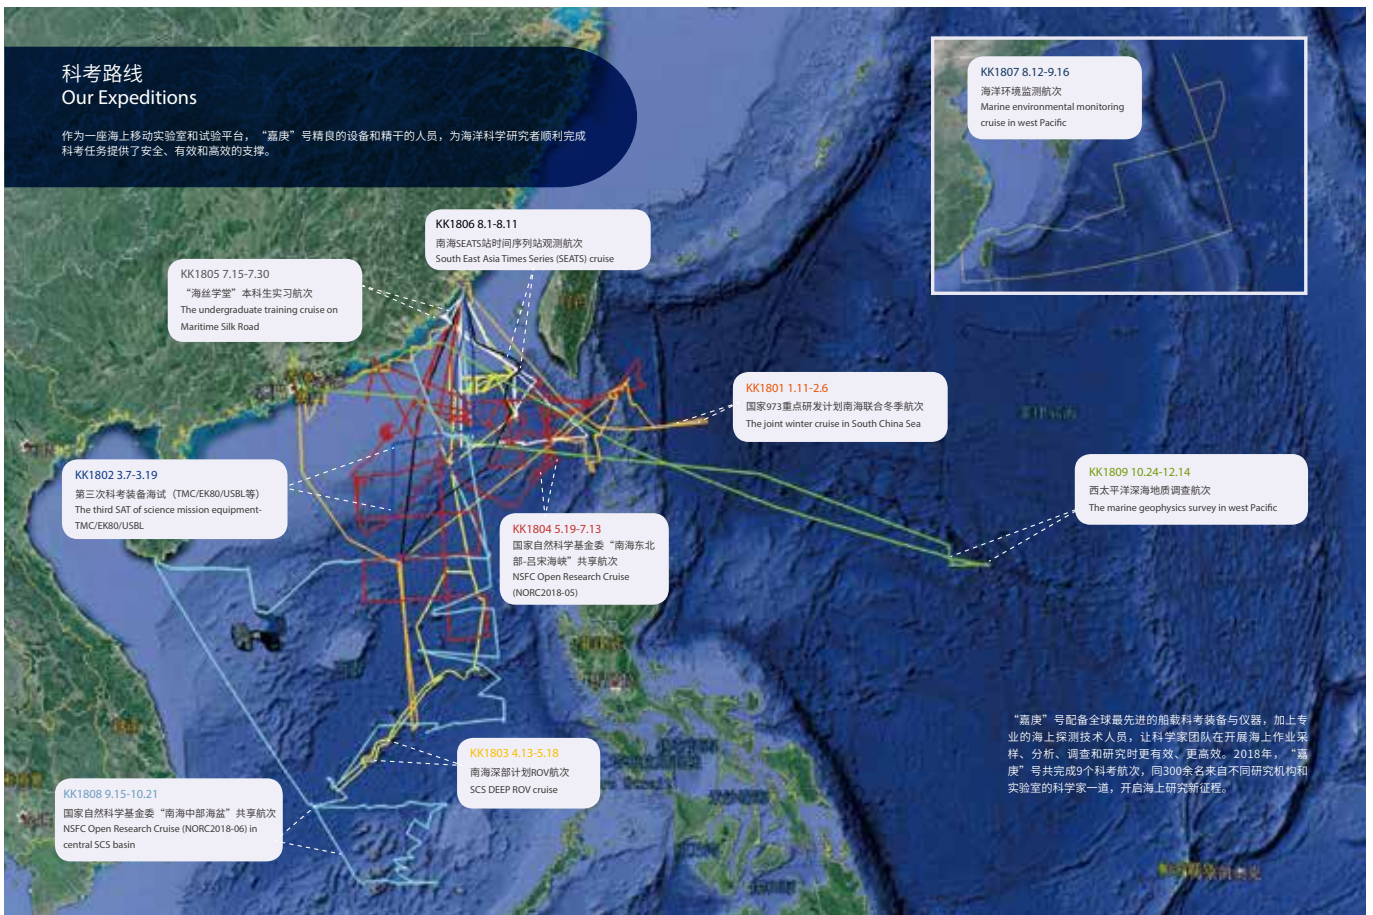 科考路线
Our Expeditions
作为一座海上移动实验室和试验平台，“嘉庚”号精良的设备和精干的人员，为海洋科学研究者顺利完成
科考任务提供了安全、有效和高效的支撑。
KK1807 8.12-9.16
海洋环境监测航次
Marine environmental monitoring
cruise in west Pacific
KK1806 8.1-8.11
南海SEATS站时间序列站观测航次
South East Asia Times Series (SEATS) cruise
KK1805 7.15-7.30
“海丝学堂”本科生实习航次
The undergraduate training cruise on
Maritime Silk Road
KK1801 1.11-2.6
国家973重点研发计划南海联合冬季航次
The joint winter cruise in South China Sea
KK1802 3.7-3.19
第三次科考装备海试（TMC/EK80/USBL等）
The third SAT of science mission equipment-
TMC/EK80/USBL
KK1809 10.24-12.14
西太平洋深海地质调查航次
The marine geophysics survey in west Pacific
KK1804 5.19-7.13
国家自然科学基金委“南海东北
部-吕宋海峡”共享航次
NSFC Open Research Cruise
(NORC2018-05)
KK1803 4.13-5.18
南海深部计划ROV航次
SCS DEEP ROV cruise
KK1808 9.15-10.21
国家自然科学基金委“南海中部海盆”共享航次
NSFC Open Research Cruise (NORC2018-06) in
central SCS basin
“嘉庚”号配备全球最先进的船载科考装备与仪器，加上专
业的海上探测技术人员，让科学家团队在开展海上作业采
样、分析、调查和研究时更有效、更高效。2018年，“嘉
庚”号共完成9个科考航次，同300余名来自不同研究机构和
实验室的科学家一道，开启海上研究新征程。